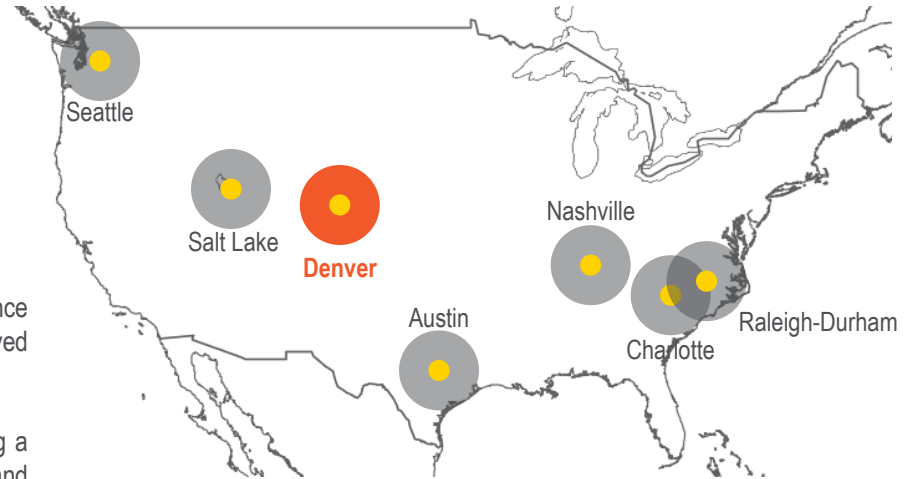 Seattle
Salt Lake
Denver
Nashville
Austin
Raleigh-Durham
Charlotte
g a